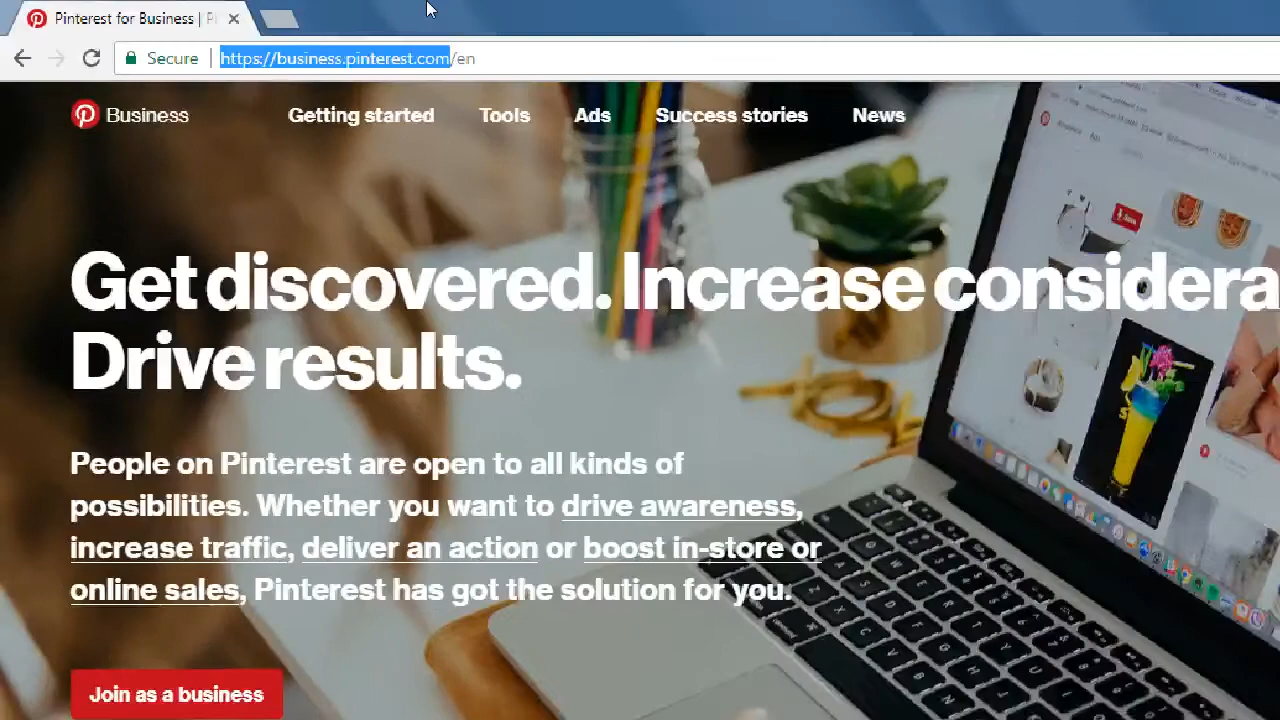 Pinterest for Business | P
Secure | https://business.pinterest.com/en
Business Getting started Tools Ads Success stories News
Get discovered. Increase considera
Drive results.
People on Pinterest are open to all kinds of
possibilities. Whether you want to drive awareness,
increase traffic, deliver an action or boost in-store or
online sales, Pinterest has got the solution for you.
Join as a business